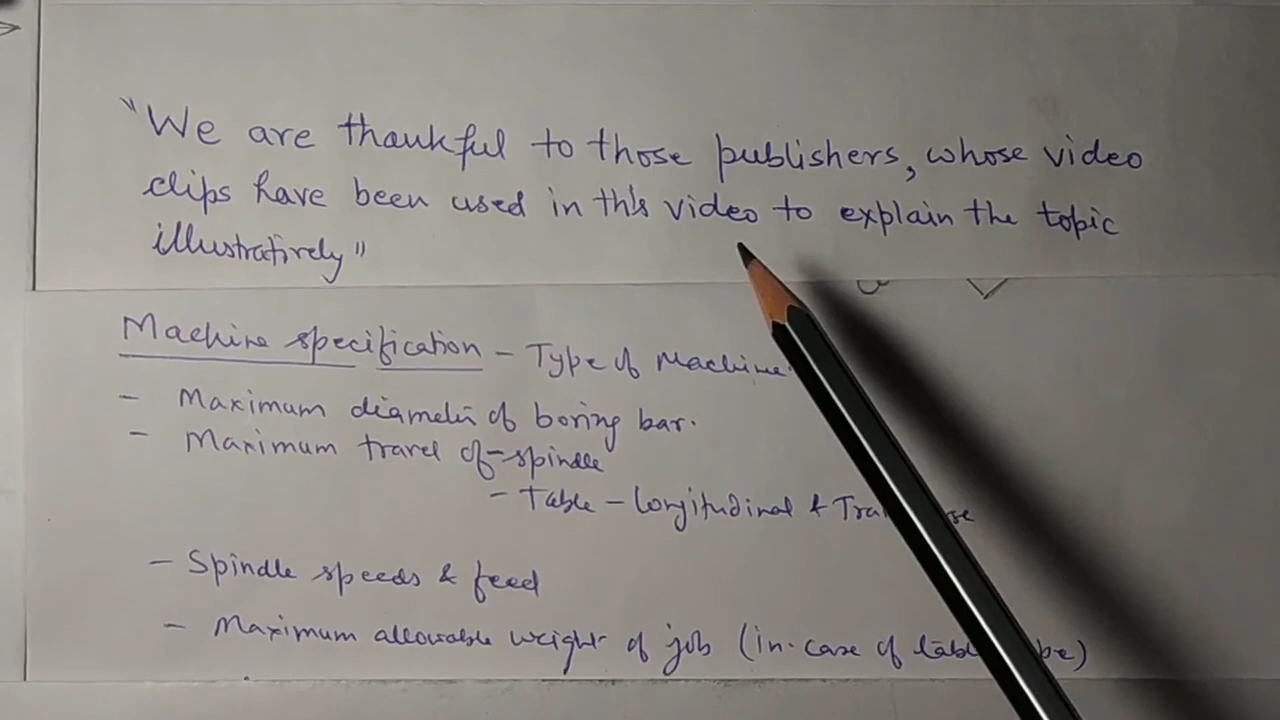 "We are thankful to those publishers, whose video
clips have been used in this video to explain the topic
illustratively"
Machine specification - Type of Machine
- Maximum diameter of boring bar.
- Maximum travel of - spindle
- Table - longitudinal &
- Spindle speeds & feed
- Maximum allowable weight of job (in case of